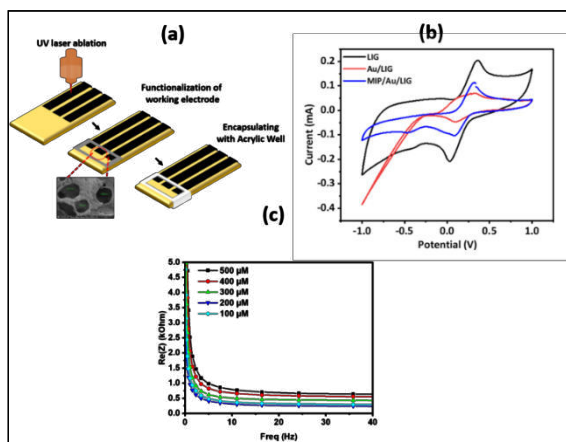 (a)
UV laser ablation
Functionalization of
working electrode
Encapsulating
with Acrylic Well
(b)
LIG
Au/LIG
MIP/Au/LIG
Current (mA)
0.2
0.1
0.0
-0.1
-0.2
-0.3
-0.4
-1.0 -0.5 0.0 0.5 1.0
Potential (V)
(c)
500 µM
400 µM
300 µM
200 µM
100 µM
Re(Z) (kOhm)
5.0
4.5
4.0
3.5
3.0
2.5
2.0
1.5
1.0
0.5
0.0
0 10 20 30 40
Freq (Hz)